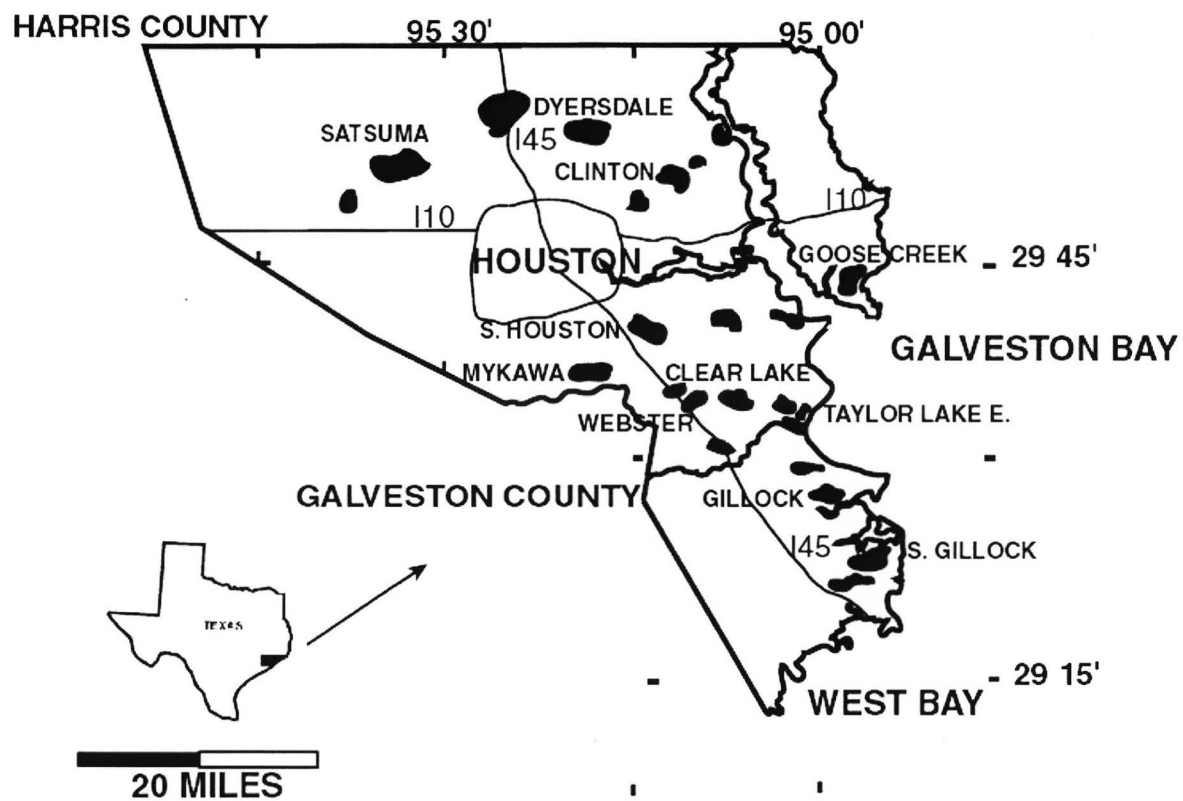 HARRIS COUNTY
95 30'
95 00'
DYERSDALE
SATSUMA
I45
CLINTON
I10
I10
HOUSTON
GOOSE CREEK
29 45'
S. HOUSTON
GALVESTON BAY
MYKAWA
CLEAR LAKE
WEBSTER
TAYLOR LAKE E.
GALVESTON COUNTY
GILLOCK
I45
S. GILLOCK
TEXAS
29 15'
WEST BAY
20 MILES